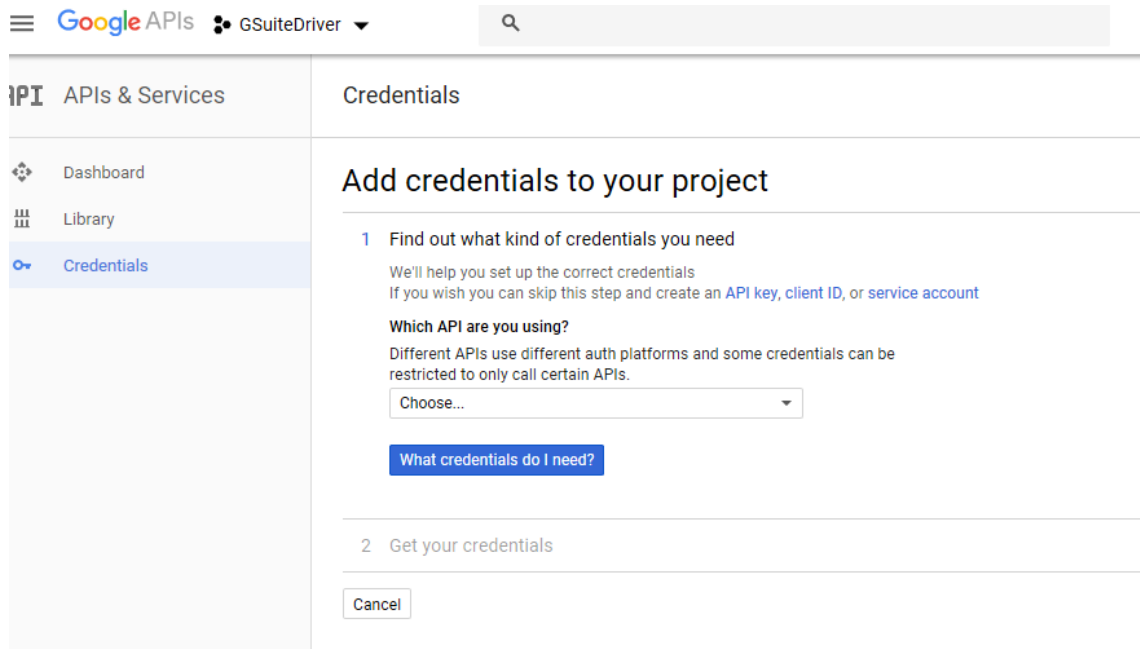 Google APIs GSuiteDriver
API APIs & Services
Credentials
Dashboard
Library
Credentials
Add credentials to your project
1 Find out what kind of credentials you need
We'll help you set up the correct credentials
If you wish you can skip this step and create an API key, client ID, or service account
Which API are you using?
Different APIs use different auth platforms and some credentials can be
restricted to only call certain APIs.
Choose...
What credentials do I need?
2 Get your credentials
Cancel